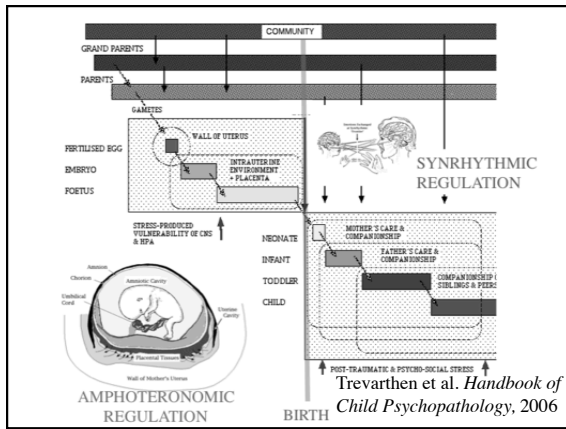 COMMUNITY
GRAND PARENTS
PARENTS
GAMETES
WALL OF UTERUS
FERTILISED EGG
EMBRYO
INTRAUTERINE
ENVIRONMENT
+ PLACENTA
FOETUS
SYNRHYTHMIC
REGULATION
STRESS-PRODUCED
VULNERABILITY OF CNS
& HPA
NEONATE
MOTHER'S CARE &
COMPANIONSHIP
INFANT
FATHER'S CARE &
COMPANIONSHIP
TODDLER
COMPANIONSHIP
SIBLINGS & PEERS
CHILD
Amnion
Chorion
Amniotic Cavity
Umbilical
Cord
Uterine
Cavity
Placental Tissues
Wall of Mother's Uterus
AMPHOTERONOMIC
REGULATION
BIRTH
POST-TRAUMATIC & PSYCHO-SOCIAL STRESS
Trevarthen et al. Handbook of
Child Psychopathology, 2006